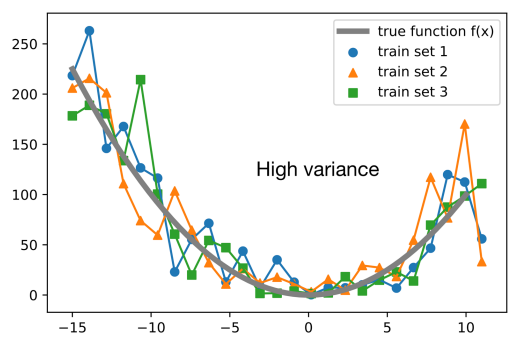 true function f(x)
train set 1
train set 2
train set 3
High variance
250
200
150
100
50
0
−15
−10
−5
0
5
10